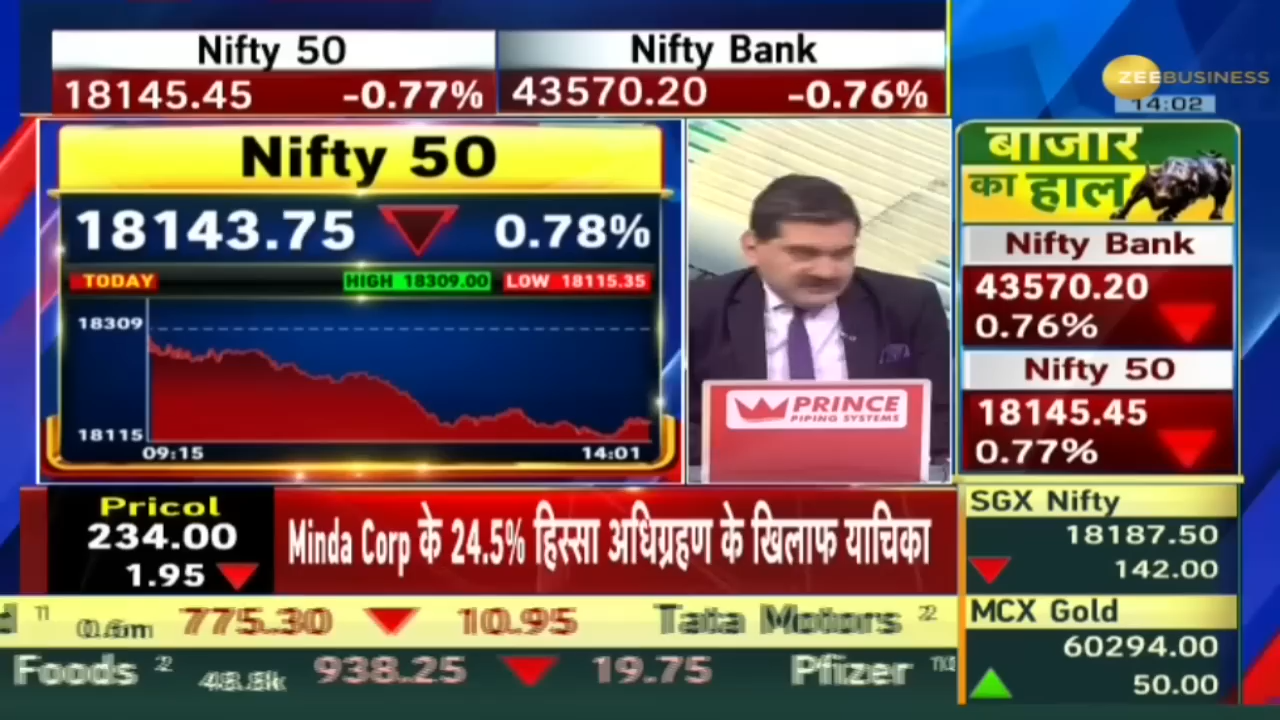 Nifty 50
Nifty Bank
18145.45 -0.77%
43570.20 -0.76%
ZEEBUSINESS
14:02
Nifty 50
18143.75 0.78%
TODAY HIGH 18309.00 LOW 18115.35
18309
18115
09:15 14:01
PRINCE
PIPING SYSTEMS
बाजार
का हाल
Nifty Bank
43570.20
0.76%
Nifty 50
18145.45
0.77%
SGX Nifty
18187.50
142.00
MCX Gold
60294.00
50.00
Pricol
234.00
1.95
Minda Corp के 24.5% हिस्सा अधिग्रहण के खिलाफ याचिका
775.30 10.95 Tata Motors
Foods 938.25 19.75 Pfizer